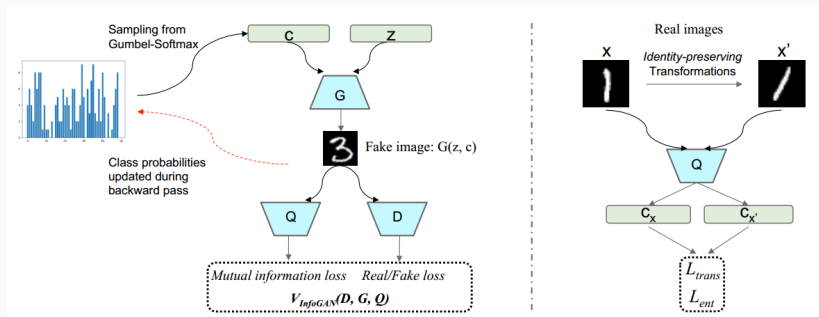 Sampling from
Gumbel-Softmax
C
Z
G
Fake image: G(z, c)
Class probabilities
updated during
backward pass
Q
D
Mutual information loss
Real/Fake loss
V_InfoGAN(D, G, Q)
Real images
X
X'
Identity-preserving
Transformations
Q
C_x
C_x'
L_trans
L_ent